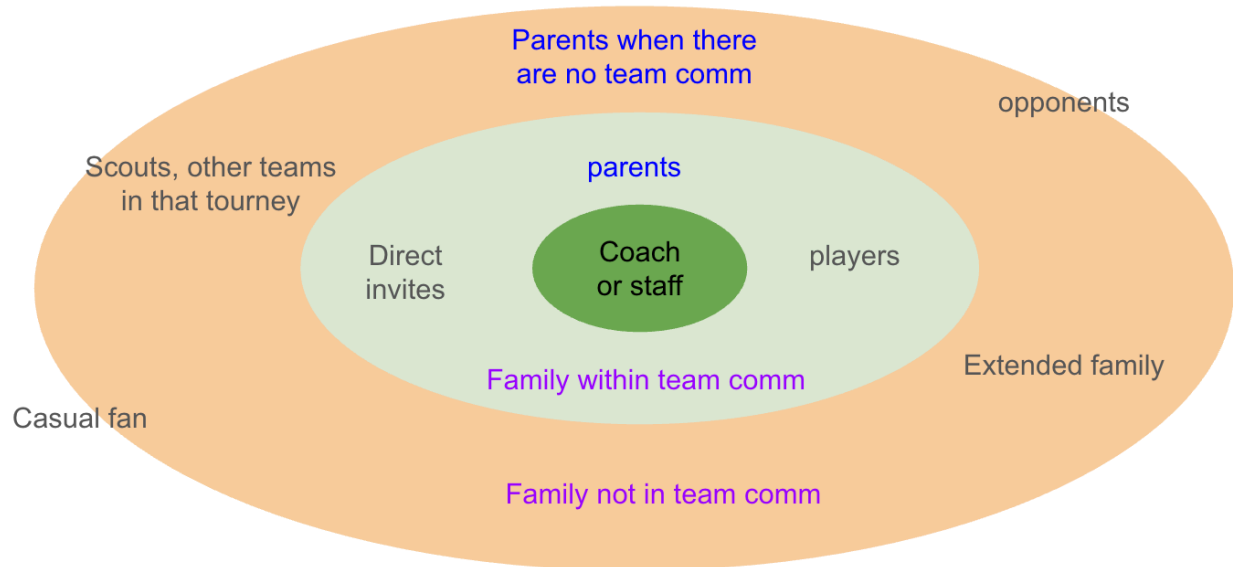 Parents when there
are no team comm
opponents
Scouts, other teams
in that tourney
parents
Direct
invites
Coach
or staff
players
Family within team comm
Extended family
Casual fan
Family not in team comm